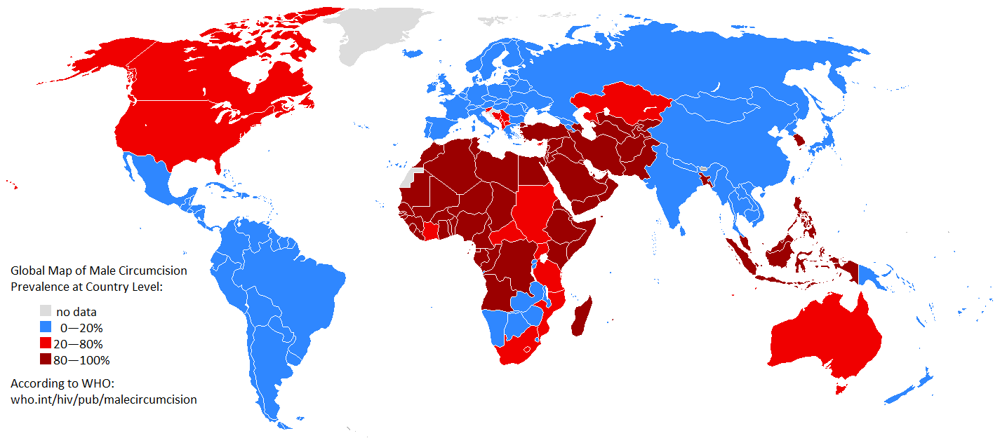 Global Map of Male Circumcision
Prevalence at Country Level:
no data
0—20%
20—80%
80—100%
According to WHO:
who.int/hiv/pub/malecircumcision